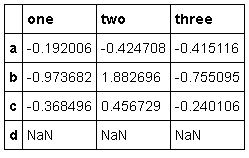 one two three
a -0.192006 -0.424708 -0.415116
b -0.973682 1.882696 -0.755095
c -0.368496 0.456729 -0.240106
d NaN NaN NaN